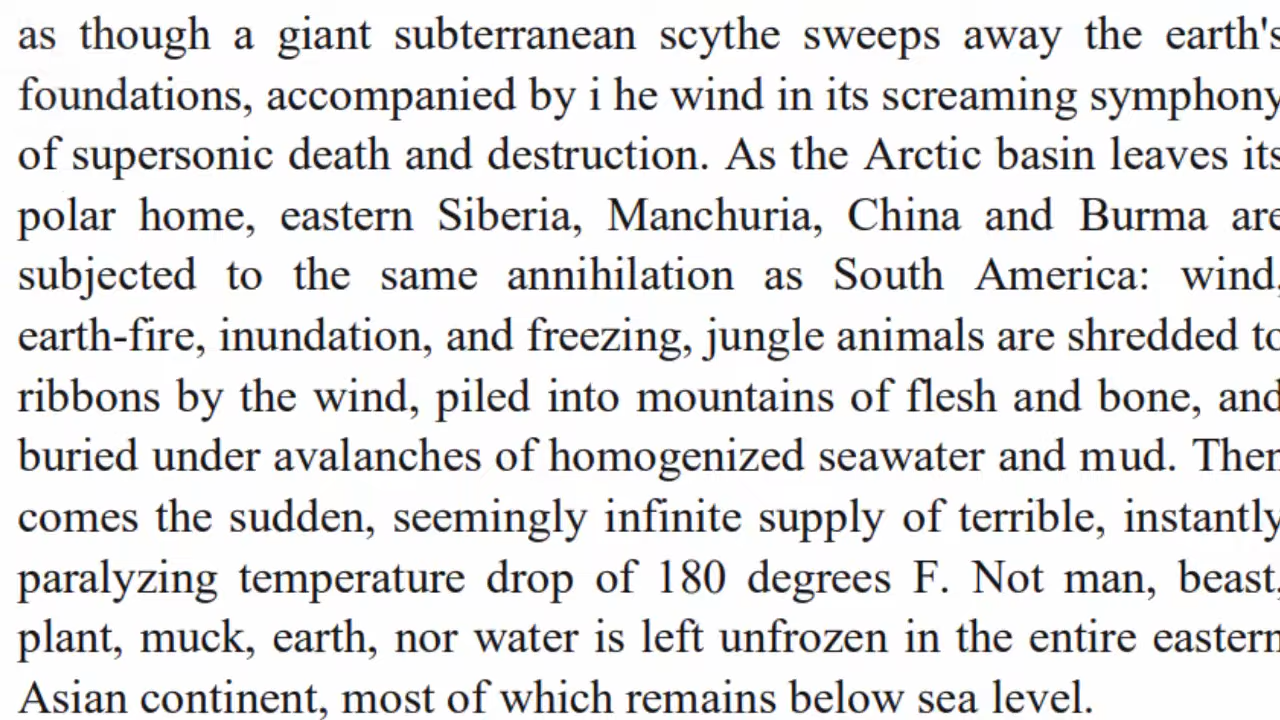 as though a giant subterranean scythe sweeps away the earth's
foundations, accompanied by i he wind in its screaming symphony
of supersonic death and destruction. As the Arctic basin leaves its
polar home, eastern Siberia, Manchuria, China and Burma are
subjected to the same annihilation as South America: wind,
earth-fire, inundation, and freezing, jungle animals are shredded to
ribbons by the wind, piled into mountains of flesh and bone, and
buried under avalanches of homogenized seawater and mud. Then
comes the sudden, seemingly infinite supply of terrible, instantly
paralyzing temperature drop of 180 degrees F. Not man, beast,
plant, muck, earth, nor water is left unfrozen in the entire eastern
Asian continent, most of which remains below sea level.